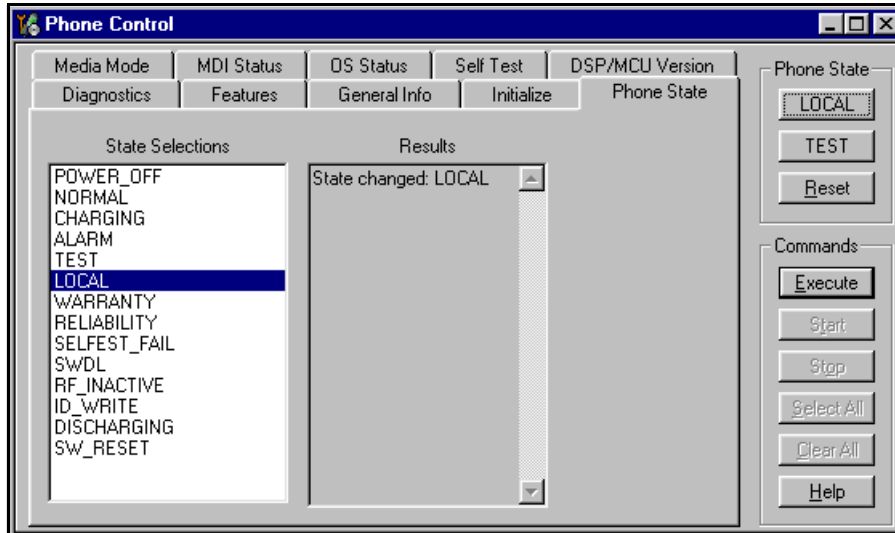 Phone Control
Media Mode MDI Status OS Status Self Test DSP/MCU Version
Diagnostics Features General Info Initialize Phone State
State Selections
POWER_OFF
NORMAL
CHARGING
ALARM
TEST
LOCAL
WARRANTY
RELIABILITY
SELFEST_FAIL
SWDL
RF_INACTIVE
ID_WRITE
DISCHARGING
SW_RESET
Results
State changed: LOCAL
Phone State
LOCAL
TEST
Reset
Commands
Execute
Start
Stop
Select All
Clear All
Help